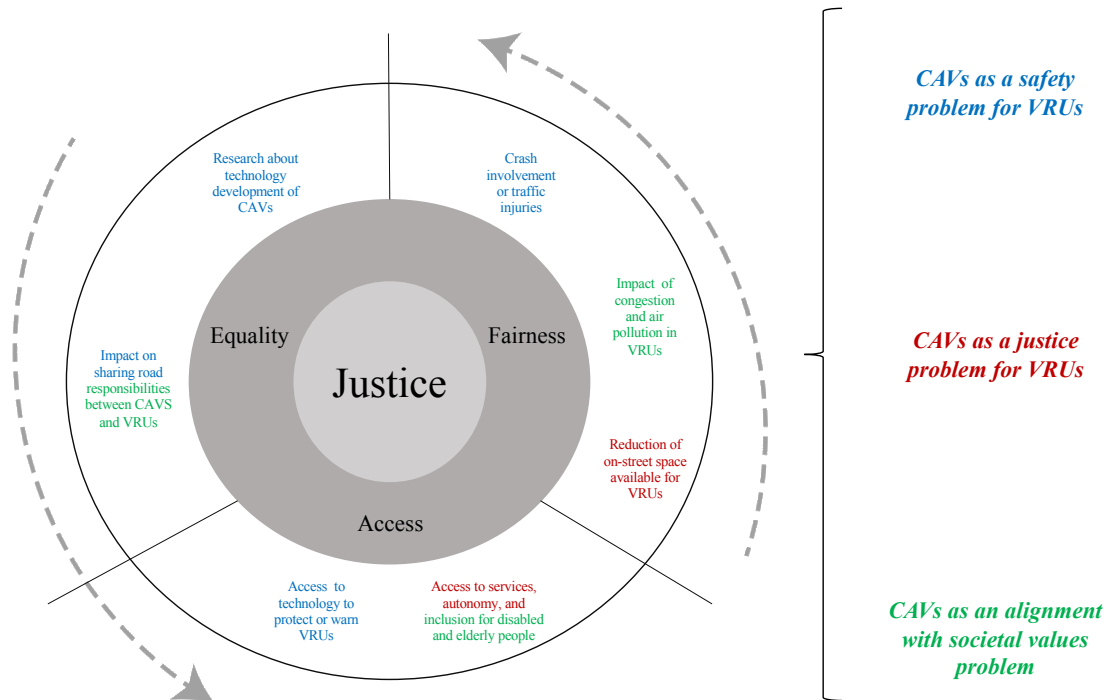 Research about
technology
development of
CAVs
Crash
involvement
or traffic
injuries
Impact of
congestion
and air
pollution in
VRUs
Reduction of
on-street space
available for
VRUs
Impact on
sharing road
responsibilities
between CAVS
and VRUs
Access to
technology to
protect or warn
VRUs
Access to services,
autonomy, and
inclusion for disabled
and elderly people
Equality
Fairness
Justice
Access
CAVs as a safety
problem for VRUs
CAVs as a justice
problem for VRUs
CAVs as an alignment
with societal values
problem